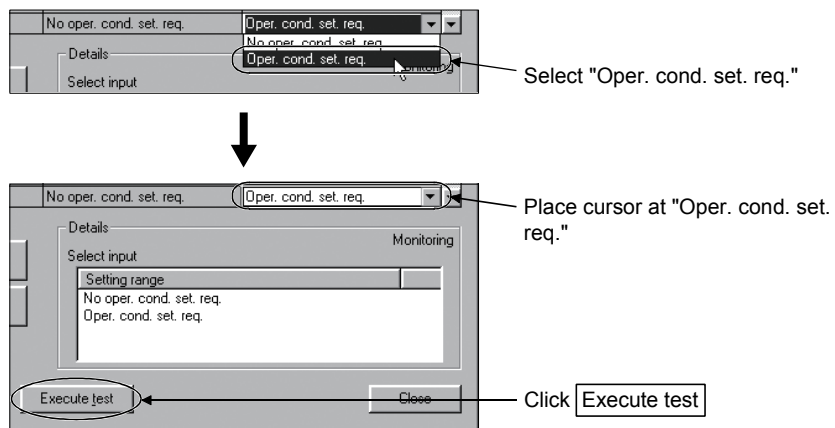 No oper. cond. set. req. Oper. cond. set. req.
No oper. cond. set. req.
Details Oper. cond. set. req. Monitoring
Select input
Select "Oper. cond. set. req."
No oper. cond. set. req. Oper. cond. set. req.
Place cursor at "Oper. cond. set.
req."
Details
Monitoring
Select input
Setting range
No oper. cond. set. req.
Oper. cond. set. req.
Execute test Close
Click Execute test